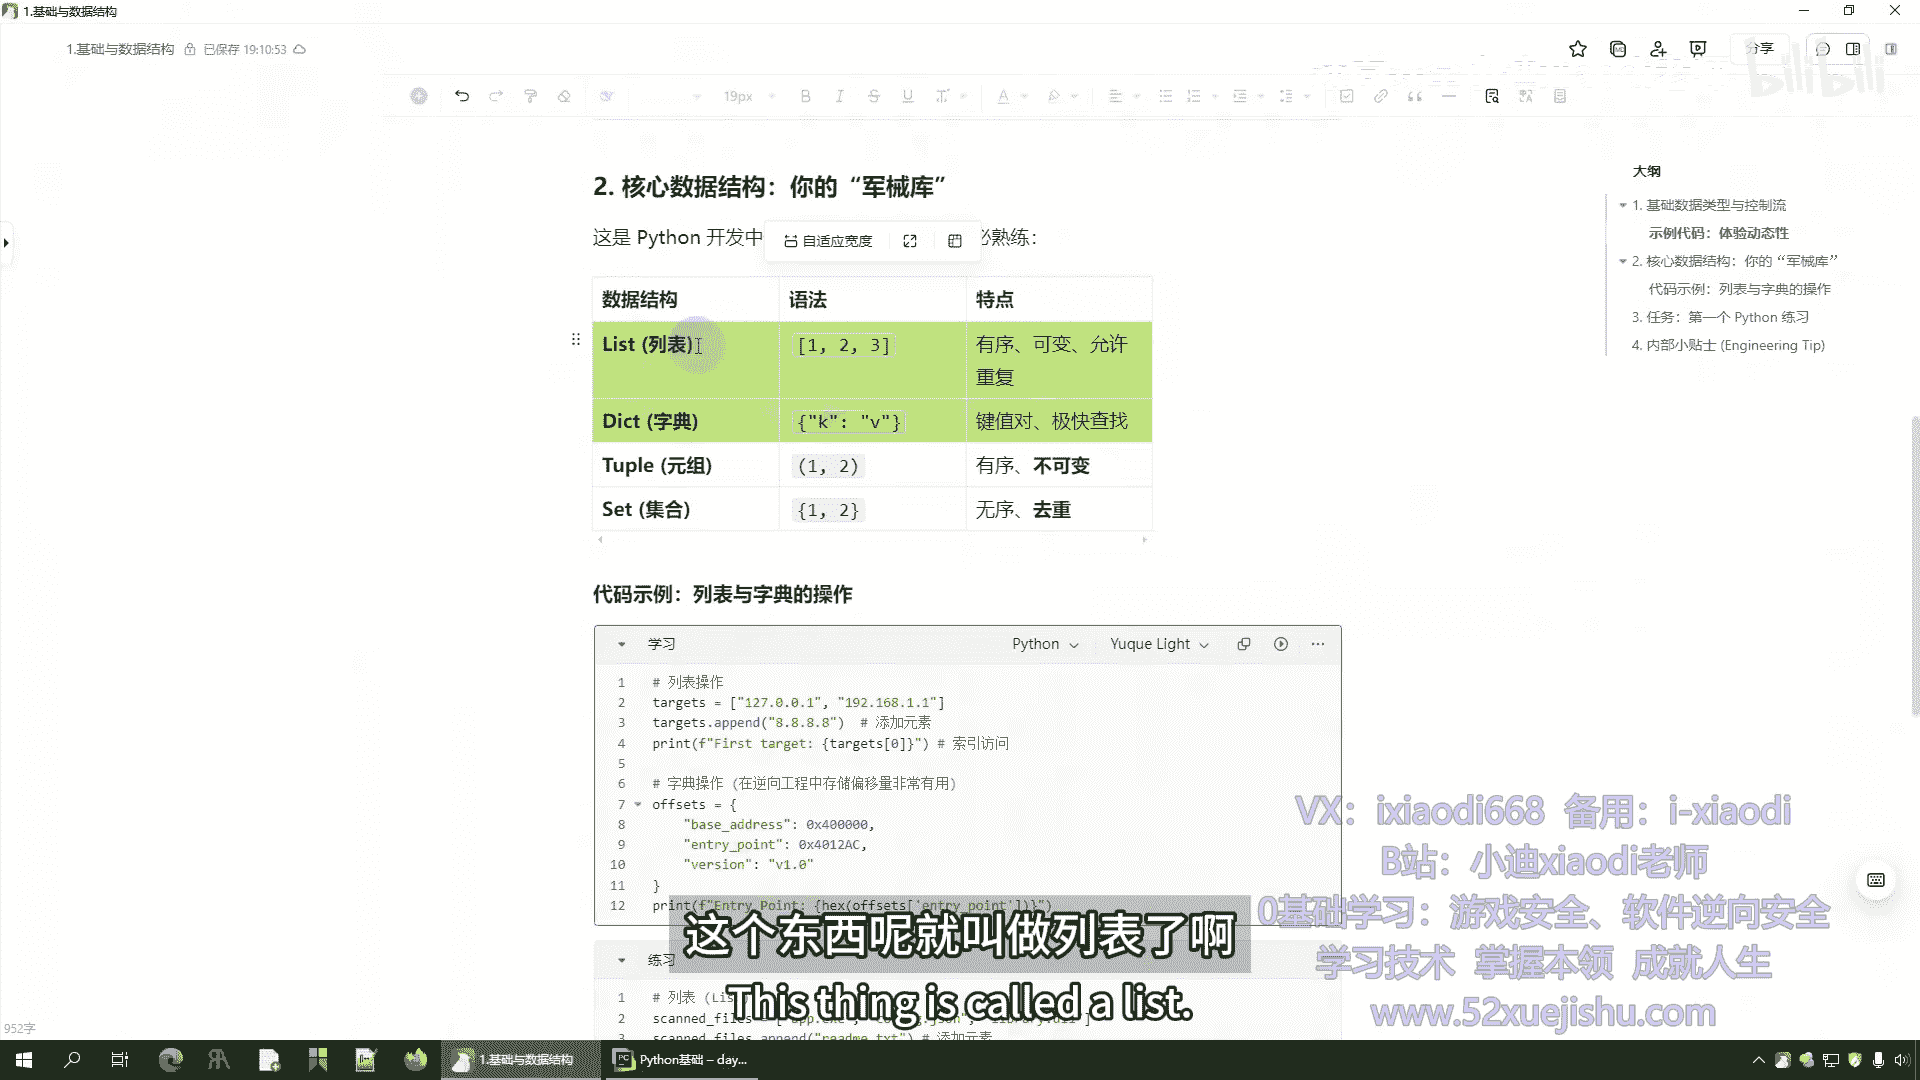 1.基础与数据结构
1.基础与数据结构 已保存 19:10:53
分享
bilibili
19px
2. 核心数据结构：你的“军械库”
这是 Python 开发中
自适应宽度
必熟练：
数据结构 语法 特点
List (列表) [1, 2, 3] 有序、可变、允许
重复
Dict (字典) {"k": "v"} 键值对、极快查找
Tuple (元组) (1, 2) 有序、不可变
Set (集合) {1, 2} 无序、去重
大纲
1. 基础数据类型与控制流
示例代码：体验动态性
2. 核心数据结构：你的“军械库”
代码示例：列表与字典的操作
3. 任务：第一个 Python 练习
4. 内部小贴士 (Engineering Tip)
代码示例：列表与字典的操作
学习 Python Yuque Light
1 # 列表操作
2 targets = ["127.0.0.1", "192.168.1.1"]
3 targets.append("8.8.8.8") # 添加元素
4 print(f"First target: {targets[0]}") # 索引访问
5
6 # 字典操作 (在逆向工程中存储偏移量非常有用)
7 offsets = {
8 "base_address": 0x400000,
9 "entry_point": 0x4012AC,
10 "version": "v1.0"
11 }
12 print(f"Entry Point: {hex(offsets['entry_point'])}")
练习
1 # 列表 (Lis
2 scanned_files = ["app.exe",
3 scanned_files.append("readme.txt") # 添加元素
这个东西呢就叫做列表了啊
This thing is called a list.
VX：ixiaodi668 备用：i-xiaodi
B站：小迪xiaodi老师
0基础学习：游戏安全、软件逆向安全
学习技术 掌握本领 成就人生
www.52xuejishu.com
952字
1.基础与数据结构
Python基础 – day...